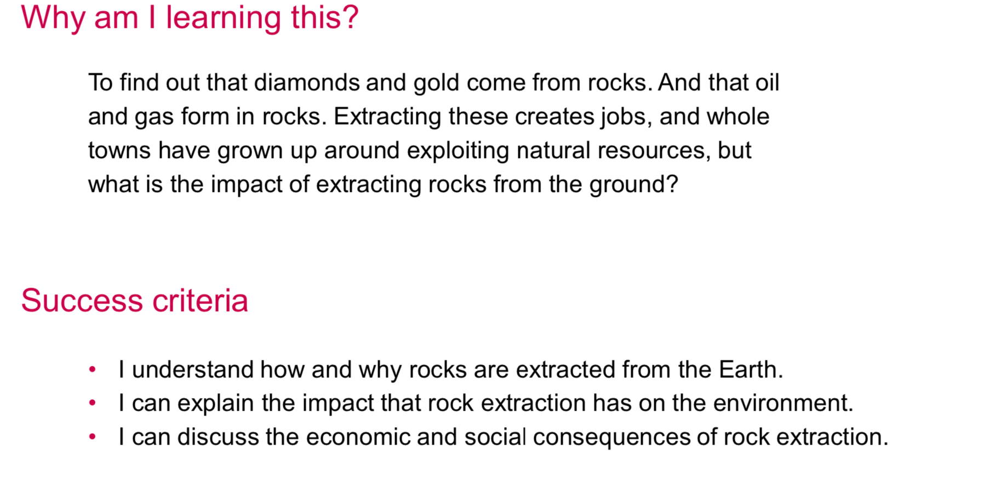 Why am I learning this?
To find out that diamonds and gold come from rocks. And that oil
and gas form in rocks. Extracting these creates jobs, and whole
towns have grown up around exploiting natural resources, but
what is the impact of extracting rocks from the ground?
Success criteria
• I understand how and why rocks are extracted from the Earth.
• I can explain the impact that rock extraction has on the environment.
• I can discuss the economic and social consequences of rock extraction.